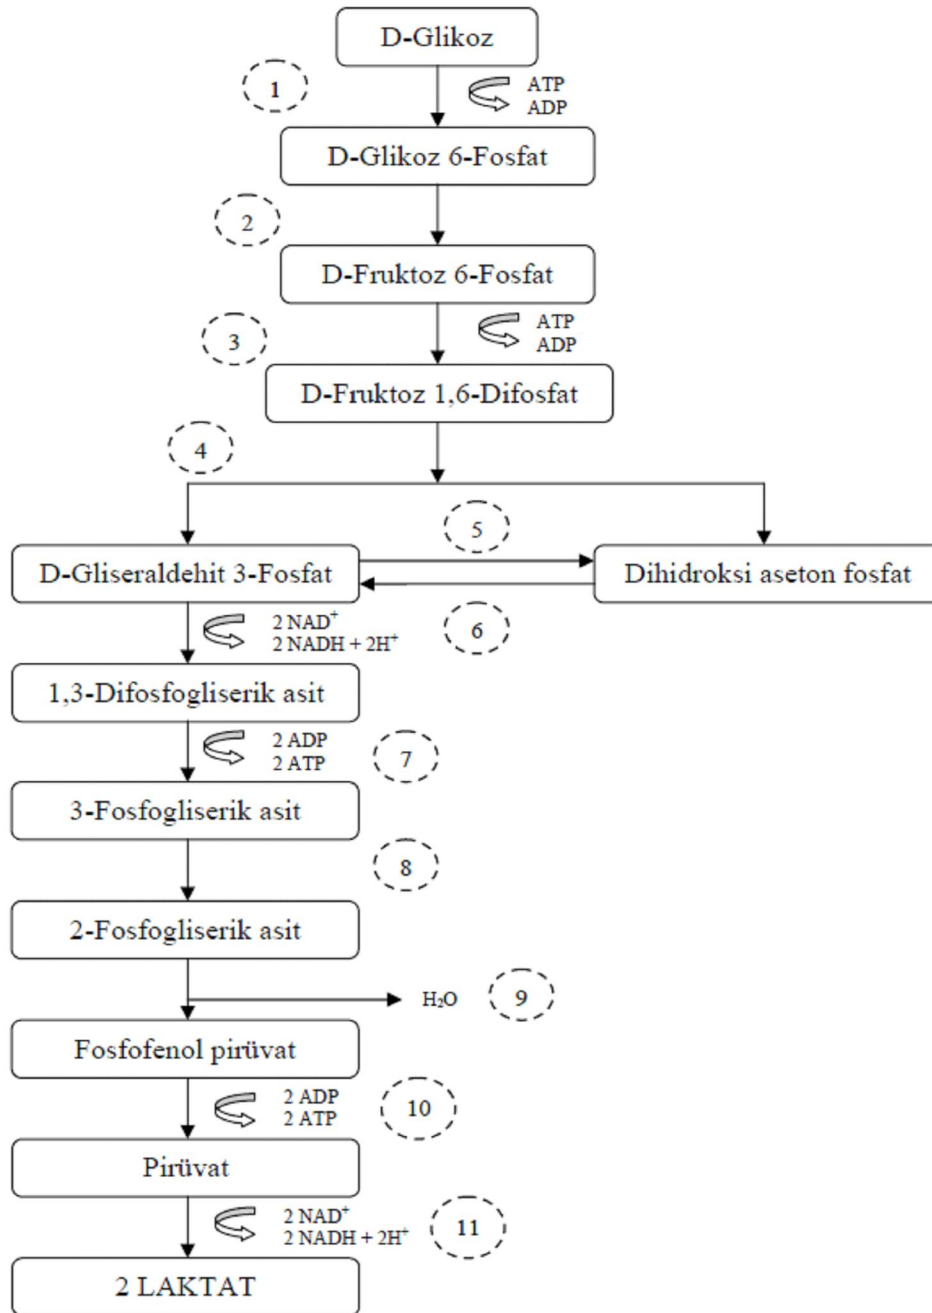 D-Glikoz
1
ATP
ADP
D-Glikoz 6-Fosfat
2
D-Fruktoz 6-Fosfat
3
ATP
ADP
D-Fruktoz 1,6-Difosfat
4
5
D-Gliseraldehit 3-Fosfat
Dihidroksi aseton fosfat
2 NAD⁺
2 NADH + 2H⁺
6
1,3-Difosfogliserik asit
2 ADP
2 ATP
7
3-Fosfogliserik asit
8
2-Fosfogliserik asit
H₂O
9
Fosfofenol pirüvat
2 ADP
2 ATP
10
Pirüvat
2 NAD⁺
2 NADH + 2H⁺
11
2 LAKTAT